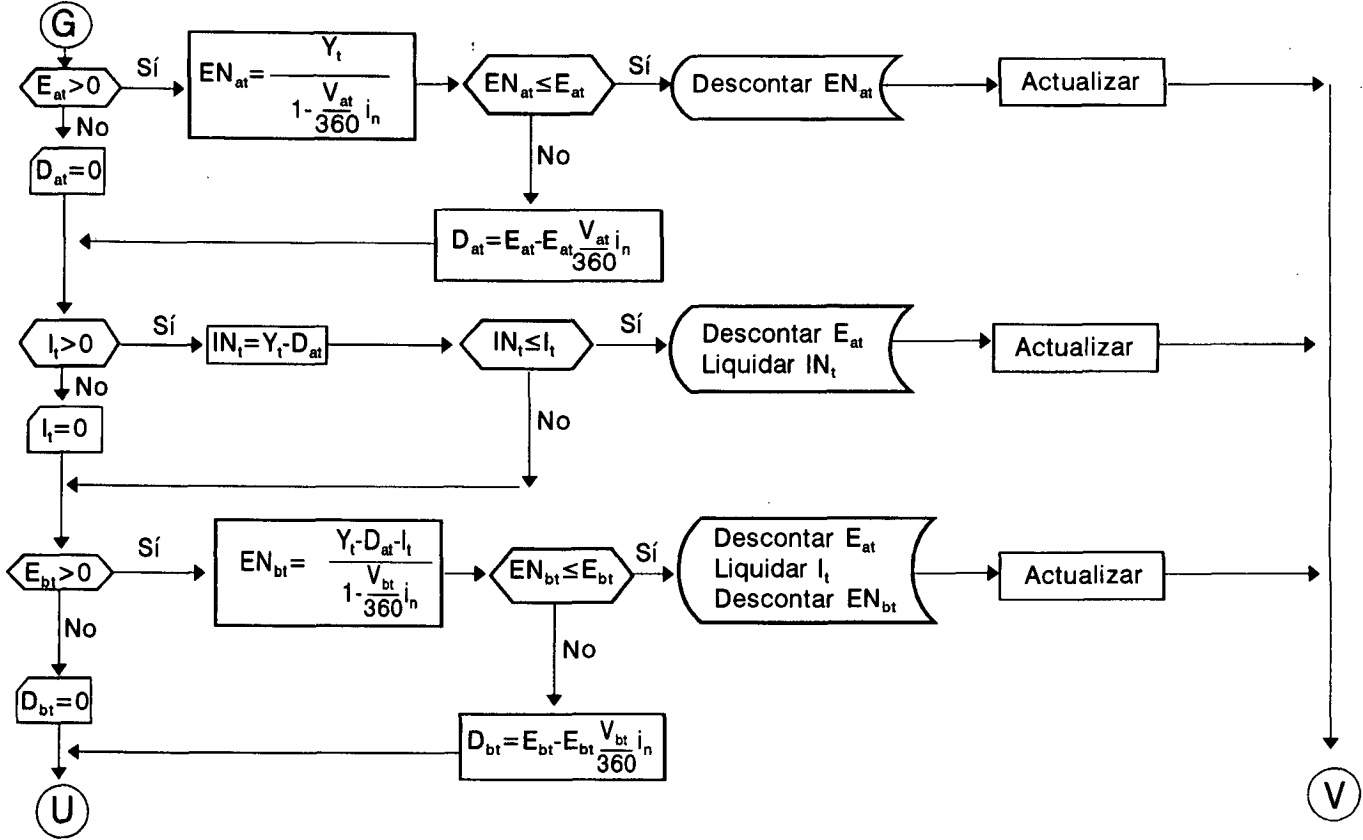 G
E_at>0
Sí
EN_at= Y_t / (1- V_at/360 i_n)
EN_at≤E_at
Sí
Descontar EN_at
Actualizar
No
D_at=0
No
D_at=E_at-E_at V_at/360 i_n
I_t>0
Sí
IN_t=Y_t-D_at
IN_t≤I_t
Sí
Descontar E_at
Liquidar IN_t
Actualizar
No
I_t=0
No
E_bt>0
Sí
EN_bt= Y_t-D_at-I_t / (1- V_bt/360 i_n)
EN_bt≤E_bt
Sí
Descontar E_at
Liquidar I_t
Descontar EN_bt
Actualizar
No
No
D_bt=0
D_bt=E_bt-E_bt V_bt/360 i_n
U
V